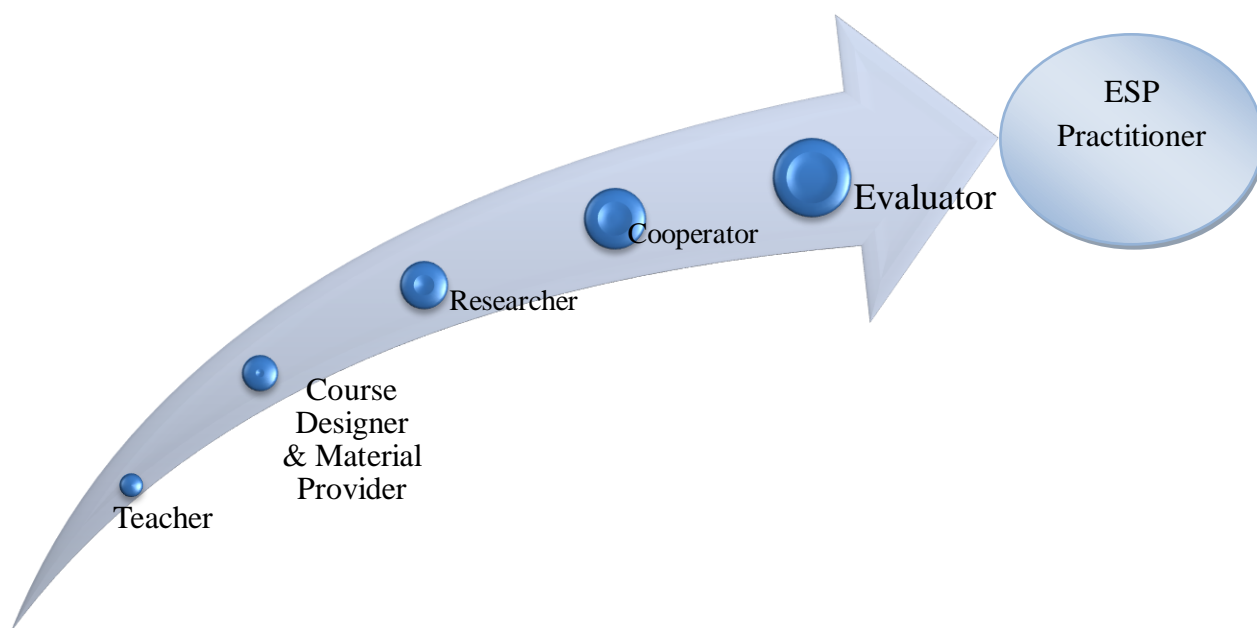 ESP
Practitioner
Evaluator
Cooperator
Researcher
Course
Designer
& Material
Provider
Teacher